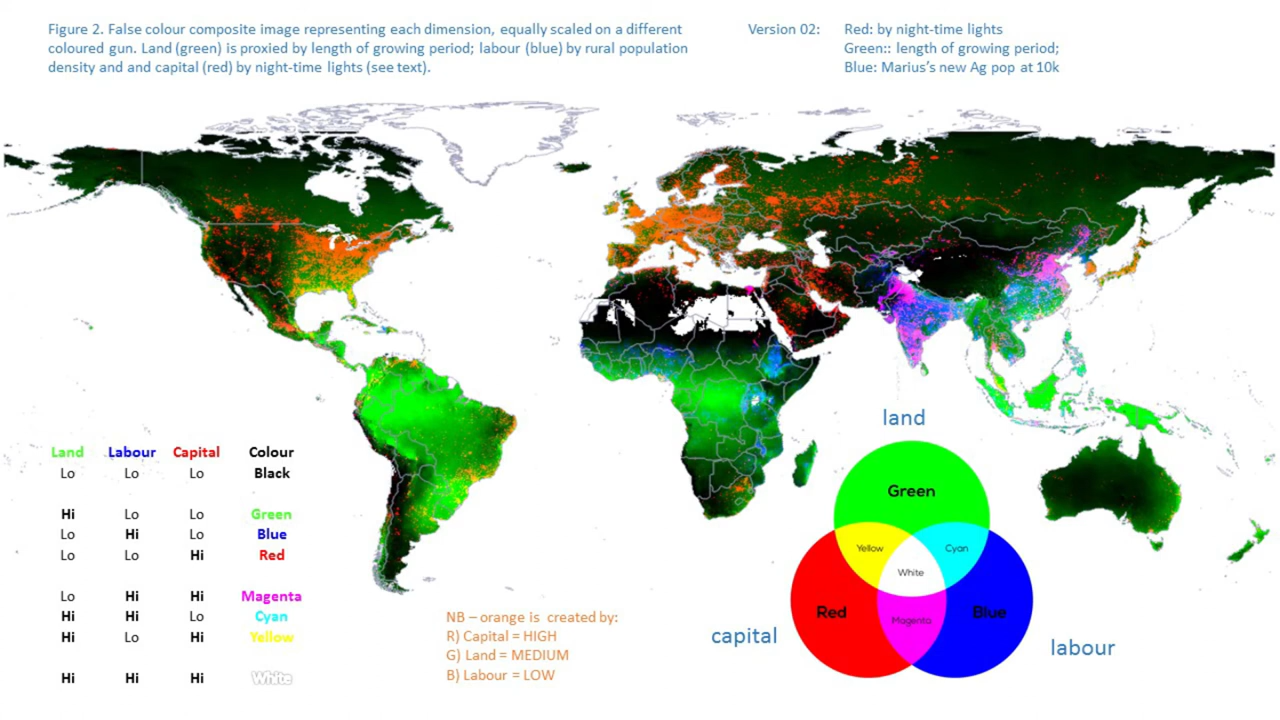 Figure 2. False colour composite image representing each dimension, equally scaled on a different
coloured gun. Land (green) is proxied by length of growing period; labour (blue) by rural population
density and and capital (red) by night-time lights (see text).
Version 02: Red: by night-time lights
Green:: length of growing period;
Blue: Marius's new Ag pop at 10k
Land Labour Capital Colour
Lo Lo Lo Black
Hi Lo Lo Green
Lo Hi Lo Blue
Lo Lo Hi Red
Lo Hi Hi Magenta
Hi Hi Lo Cyan
Hi Lo Hi Yellow
Hi Hi Hi White
NB – orange is created by:
R) Capital = HIGH
G) Land = MEDIUM
B) Labour = LOW
land
Green
Yellow Cyan
White
Red Magenta Blue
capital
labour